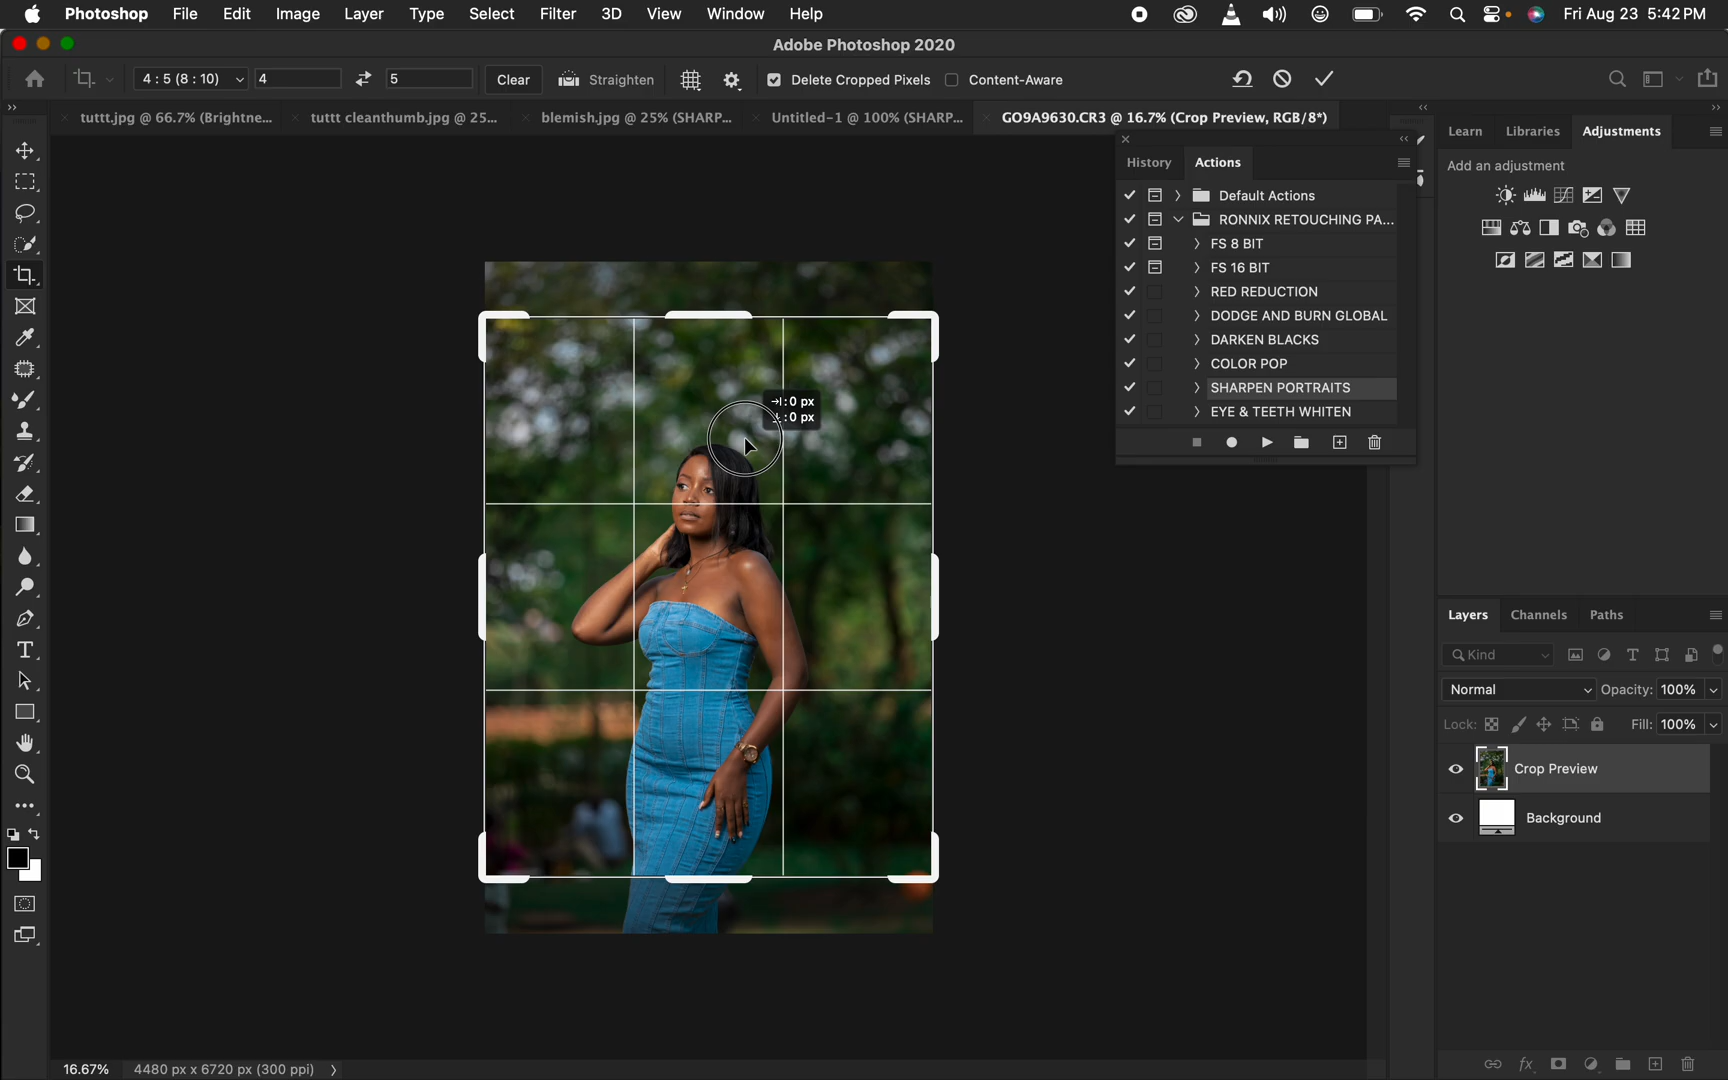 Photoshop File Edit Image Layer Type Select Filter 3D View Window Help Fri Aug 23 5:42 PM
Adobe Photoshop 2020
4 : 5 (8 : 10) 4 5 Clear Straighten Delete Cropped Pixels Content-Aware
tuttt.jpg @ 66.7% (Brightne... tuttt cleanthumb.jpg @ 25... blemish.jpg @ 25% (SHARP... Untitled-1 @ 100% (SHARP... GO9A9630.CR3 @ 16.7% (Crop Preview, RGB/8*)
History Actions
Default Actions
RONNIX RETOUCHING PA...
FS 8 BIT
FS 16 BIT
RED REDUCTION
DODGE AND BURN GLOBAL
DARKEN BLACKS
COLOR POP
SHARPEN PORTRAITS
EYE & TEETH WHITEN
Learn Libraries Adjustments
Add an adjustment
: 0 px
: 0 px
Layers Channels Paths
Kind
Normal Opacity: 100%
Lock: Fill: 100%
Crop Preview
Background
16.67% 4480 px x 6720 px (300 ppi)